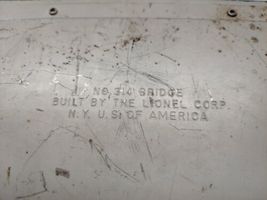 NO. 314 BRIDGE
BUILT BY THE LIONEL CORP.
N.Y. U.S. OF AMERICA